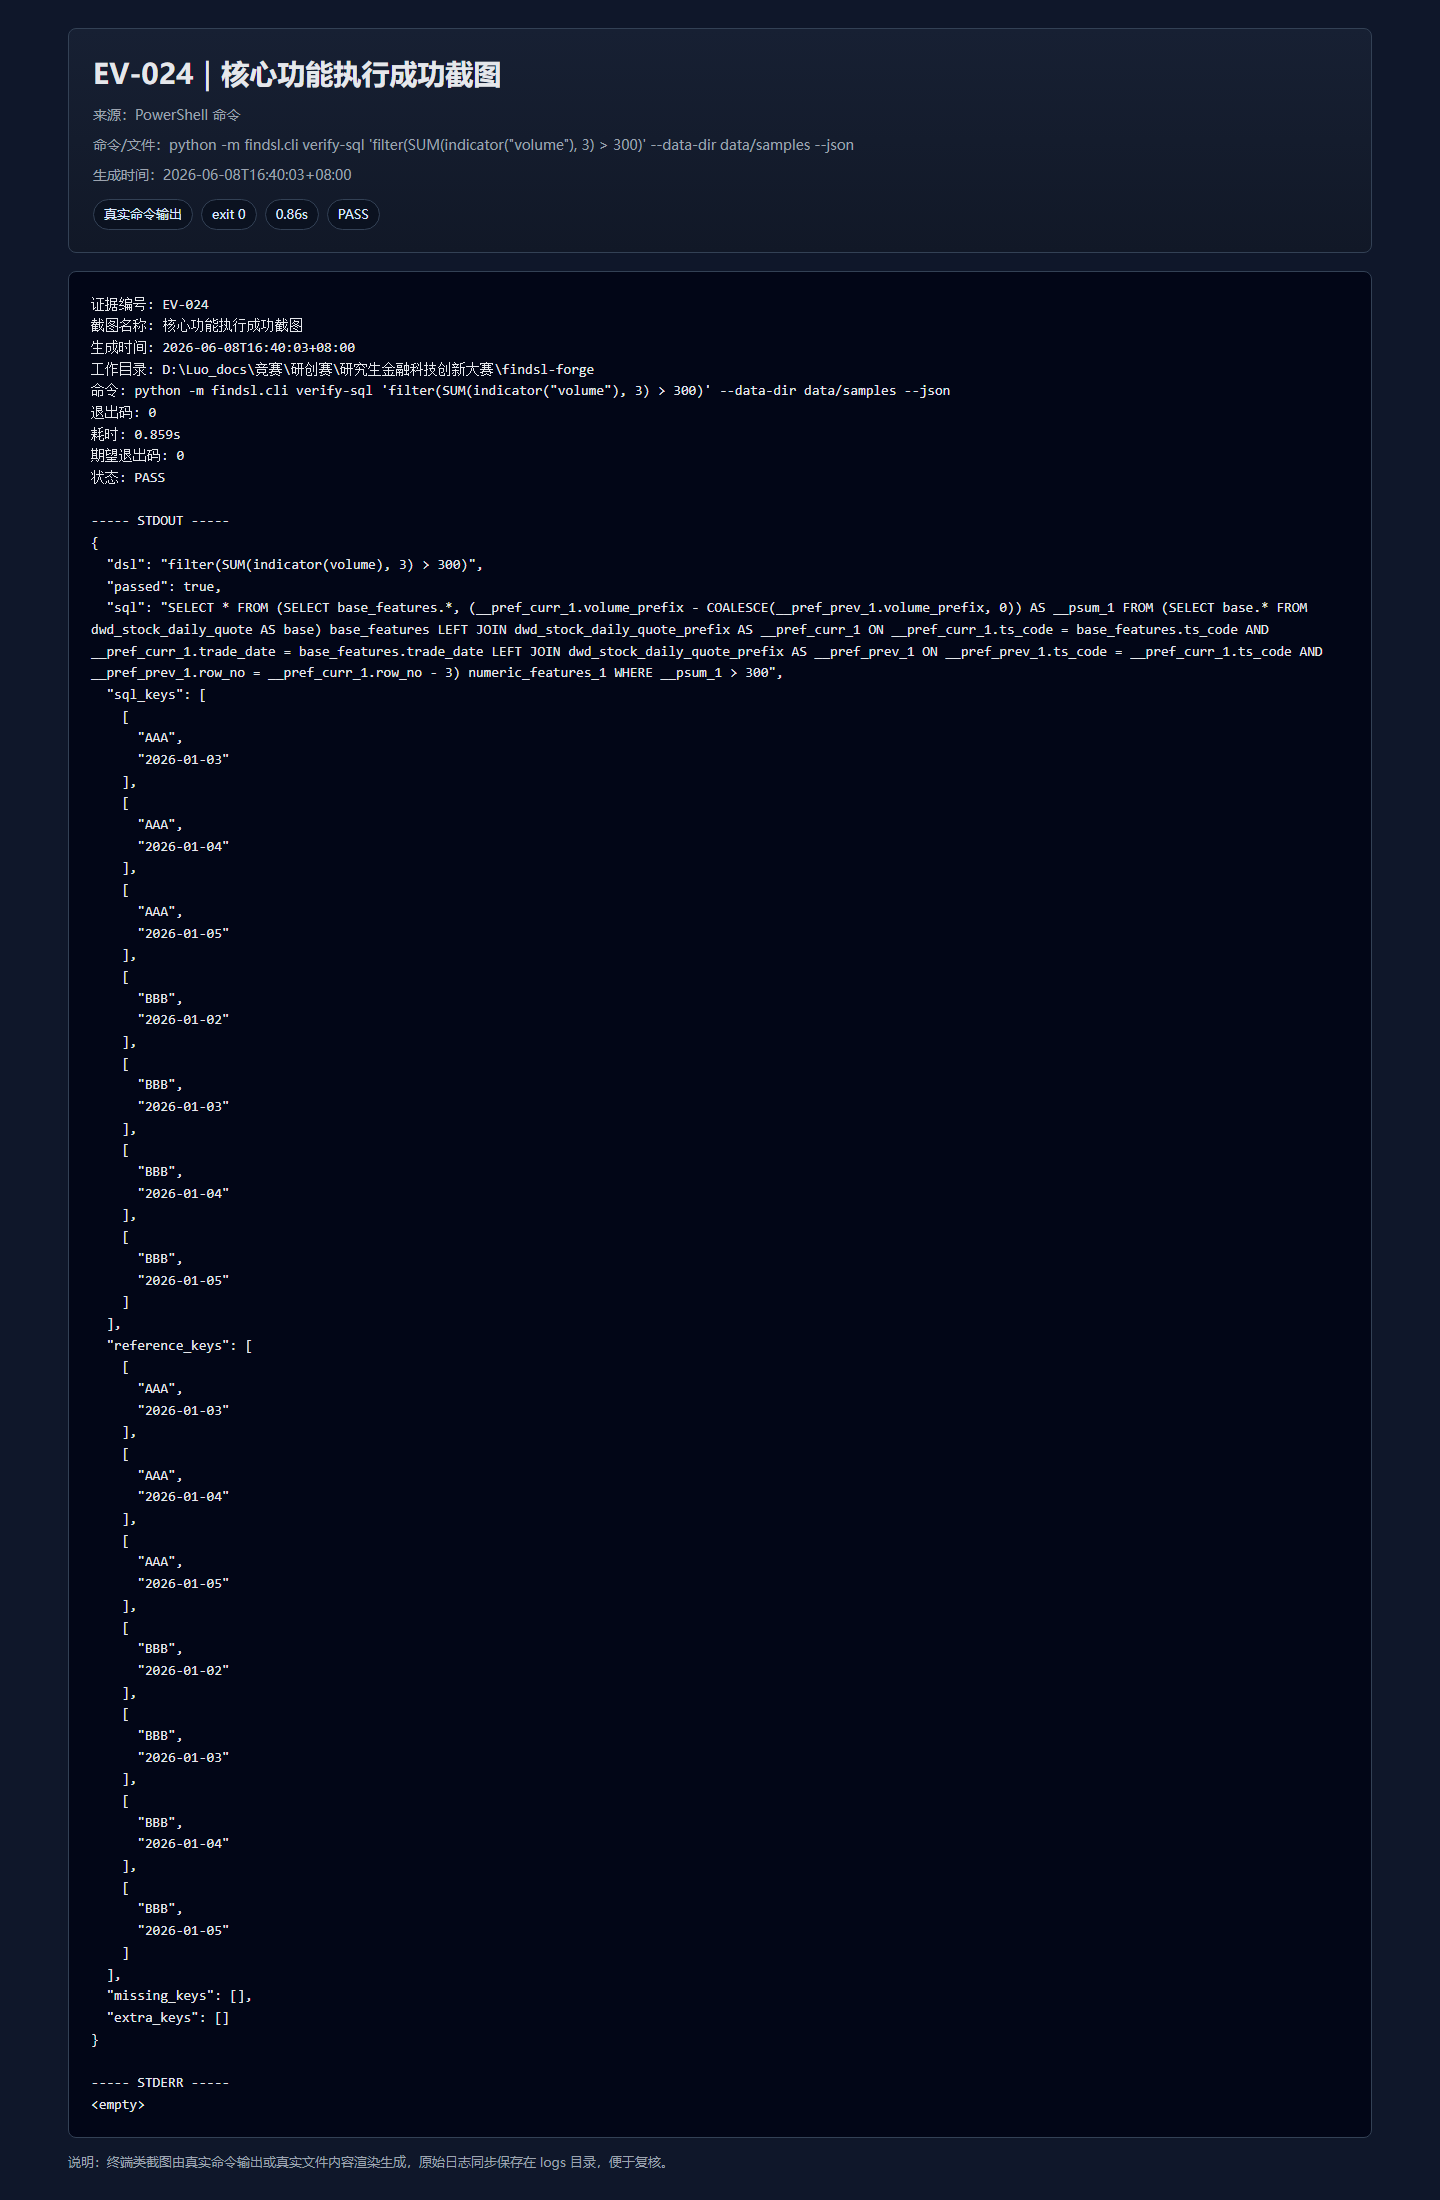 EV-024 | 核心功能执行成功截图
来源: PowerShell 命令
命令/文件: python -m findsl.cli verify-sql 'filter(SUM(indicator("volume"), 3) > 300)' --data-dir data/samples --json
生成时间: 2026-06-08T16:40:03+08:00
真实命令输出 exit 0 0.86s PASS
证据编号: EV-024
截图名称: 核心功能执行成功截图
生成时间: 2026-06-08T16:40:03+08:00
工作目录: D:\Luo_docs\竞赛\研创赛\研究生金融科技创新大赛\findsl-forge
命令: python -m findsl.cli verify-sql 'filter(SUM(indicator("volume"), 3) > 300)' --data-dir data/samples --json
退出码: 0
耗时: 0.859s
期望退出码: 0
状态: PASS
----- STDOUT -----
{
  "dsl": "filter(SUM(indicator(volume), 3) > 300)",
  "passed": true,
  "sql": "SELECT * FROM (SELECT base_features.*, (__pref_curr_1.volume_prefix - COALESCE(__pref_prev_1.volume_prefix, 0)) AS __psum_1 FROM (SELECT base.* FROM
dwd_stock_daily_quote AS base) base_features LEFT JOIN dwd_stock_daily_quote_prefix AS __pref_curr_1 ON __pref_curr_1.ts_code = base_features.ts_code AND
__pref_curr_1.trade_date = base_features.trade_date LEFT JOIN dwd_stock_daily_quote_prefix AS __pref_prev_1 ON __pref_prev_1.ts_code = __pref_curr_1.ts_code AND
__pref_prev_1.row_no = __pref_curr_1.row_no - 3) numeric_features_1 WHERE __psum_1 > 300",
  "sql_keys": [
    [
      "AAA",
      "2026-01-03"
    ],
    [
      "AAA",
      "2026-01-04"
    ],
    [
      "AAA",
      "2026-01-05"
    ],
    [
      "BBB",
      "2026-01-02"
    ],
    [
      "BBB",
      "2026-01-03"
    ],
    [
      "BBB",
      "2026-01-04"
    ],
    [
      "BBB",
      "2026-01-05"
    ]
  ],
  "reference_keys": [
    [
      "AAA",
      "2026-01-03"
    ],
    [
      "AAA",
      "2026-01-04"
    ],
    [
      "AAA",
      "2026-01-05"
    ],
    [
      "BBB",
      "2026-01-02"
    ],
    [
      "BBB",
      "2026-01-03"
    ],
    [
      "BBB",
      "2026-01-04"
    ],
    [
      "BBB",
      "2026-01-05"
    ]
  ],
  "missing_keys": [],
  "extra_keys": []
}
----- STDERR -----
<empty>
说明: 终端类截图由真实命令输出或真实文件内容渲染生成，原始日志同步保存在 logs 目录，便于复核。